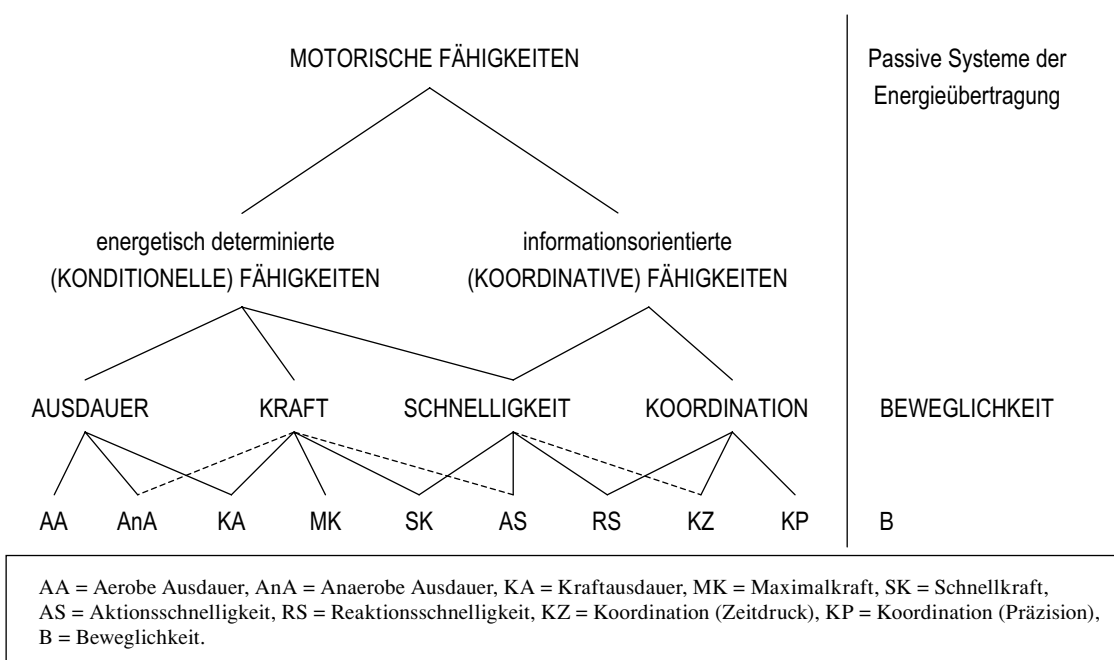 MOTORISCHE FÄHIGKEITEN
Passive Systeme der
Energieübertragung
energetisch determinierte
(KONDITIONELLE) FÄHIGKEITEN
informationsorientierte
(KOORDINATIVE) FÄHIGKEITEN
AUSDAUER KRAFT SCHNELLIGKEIT KOORDINATION BEWEGLICHKEIT
AA AnA KA MK SK AS RS KZ KP B
AA = Aerobe Ausdauer, AnA = Anaerobe Ausdauer, KA = Kraftausdauer, MK = Maximalkraft, SK = Schnellkraft,
AS = Aktionsschnelligkeit, RS = Reaktionsschnelligkeit, KZ = Koordination (Zeitdruck), KP = Koordination (Präzision),
B = Beweglichkeit.